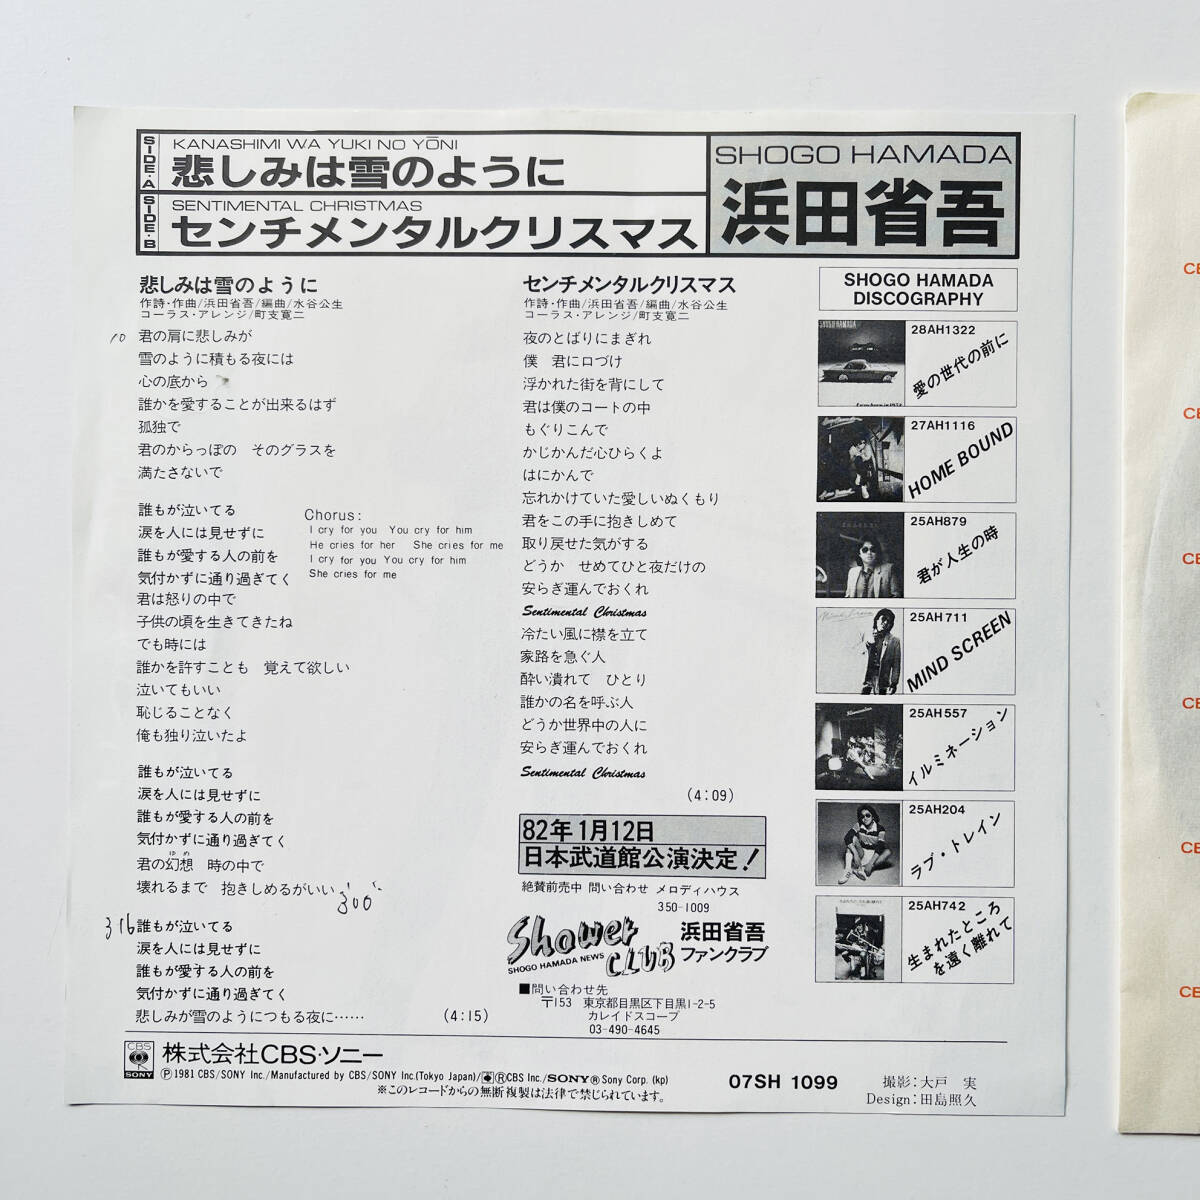 SIDE・A
KANASHIMI WA YUKI NO YŌNI
悲しみは雪のように
SIDE・B
SENTIMENTAL CHRISTMAS
センチメンタルクリスマス
SHOGO HAMADA
浜田省吾
悲しみは雪のように
作詩・作曲/浜田省吾/編曲/水谷公生
コーラス・アレンジ/町支寛二
10
君の肩に悲しみが
雪のように積もる夜には
心の底から
誰かを愛することが出来るはず
孤独で
君のからっぽの　そのグラスを
満たさないで
誰もが泣いてる
涙を人には見せずに
誰もが愛する人の前を
気付かずに通り過ぎてく
Chorus:
I cry for you　You cry for him
He cries for her　She cries for me
I cry for you You cry for him
She cries for me
君は怒りの中で
子供の頃を生きてきたね
でも時には
誰かを許すことも　覚えて欲しい
泣いてもいい
恥じることなく
俺も独り泣いたよ
誰もが泣いてる
涙を人には見せずに
誰もが愛する人の前を
気付かずに通り過ぎてく
ゆめ
君の幻想　時の中で
壊れるまで　抱きしめるがいい
300
316
誰もが泣いてる
涙を人には見せずに
誰もが愛する人の前を
気付かずに通り過ぎてく
悲しみが雪のようにつもる夜に……
(4:15)
センチメンタルクリスマス
作詩・作曲/浜田省吾/編曲/水谷公生
コーラス・アレンジ/町支寛二
夜のとばりにまぎれ
僕　君に口づけ
浮かれた街を背にして
君は僕のコートの中
もぐりこんで
かじかんだ心ひらくよ
はにかんで
忘れかけていた愛しいぬくもり
君をこの手に抱きしめて
取り戻せた気がする
どうか　せめてひと夜だけの
安らぎ運んでおくれ
Sentimental Christmas
冷たい風に襟を立て
家路を急ぐ人
酔い潰れて　ひとり
誰かの名を呼ぶ人
どうか世界中の人に
安らぎ運んでおくれ
Sentimental Christmas
(4:09)
82年1月12日
日本武道館公演決定！
絶賛前売中 問い合わせ メロディハウス
350-1009
Shower CLUB
SHOGO HAMADA NEWS
浜田省吾
ファンクラブ
■問い合わせ先
〒153　東京都目黒区下目黒1-2-5
カレイドスコープ
03-490-4645
SHOGO HAMADA
DISCOGRAPHY
SHOGO HAMADA
28AH1322
愛の世代の前に
27AH1116
HOME BOUND
25AH879
君が人生の時
Mind Screen
25AH711
MIND SCREEN
25AH557
イルミネーション
25AH204
ラブ・トレイン
25AH742
生まれたところ
を遠く離れて
CBS
SONY
株式会社CBS・ソニー
Ⓟ1981 CBS/SONY Inc./Manufactured by CBS/SONY Inc.(Tokyo Japan)/ⓇCBS Inc./SONY®Sony Corp. (kp)
※このレコードからの無断複製は法律で禁じられています。
07SH 1099
撮影:大戸　実
Design:田島照久
CB
CB
CB
CB
CB
CB